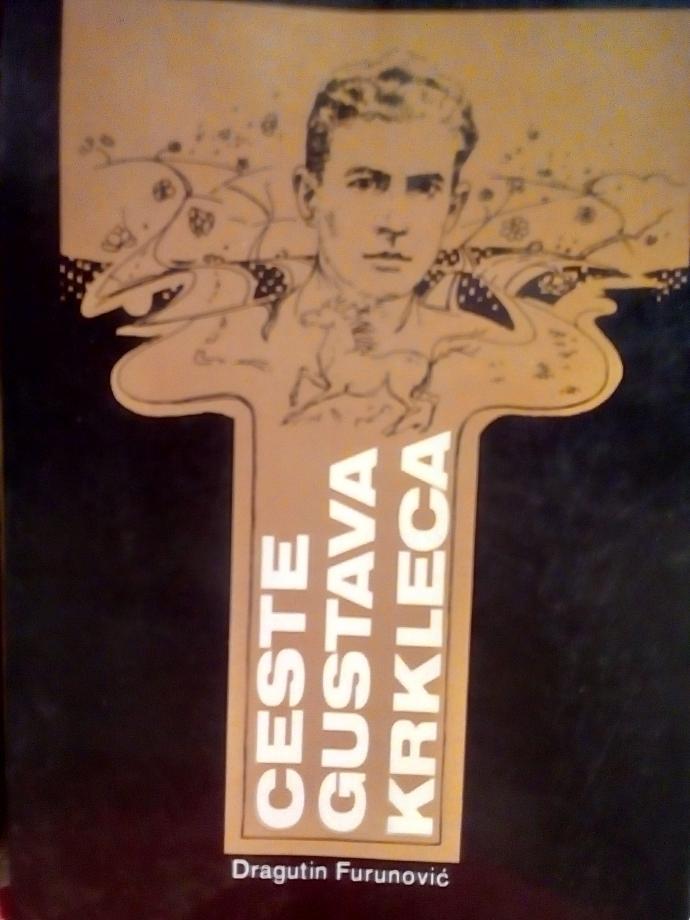 CESTE
GUSTAVA
KRKLECA
Dragutin Furunović